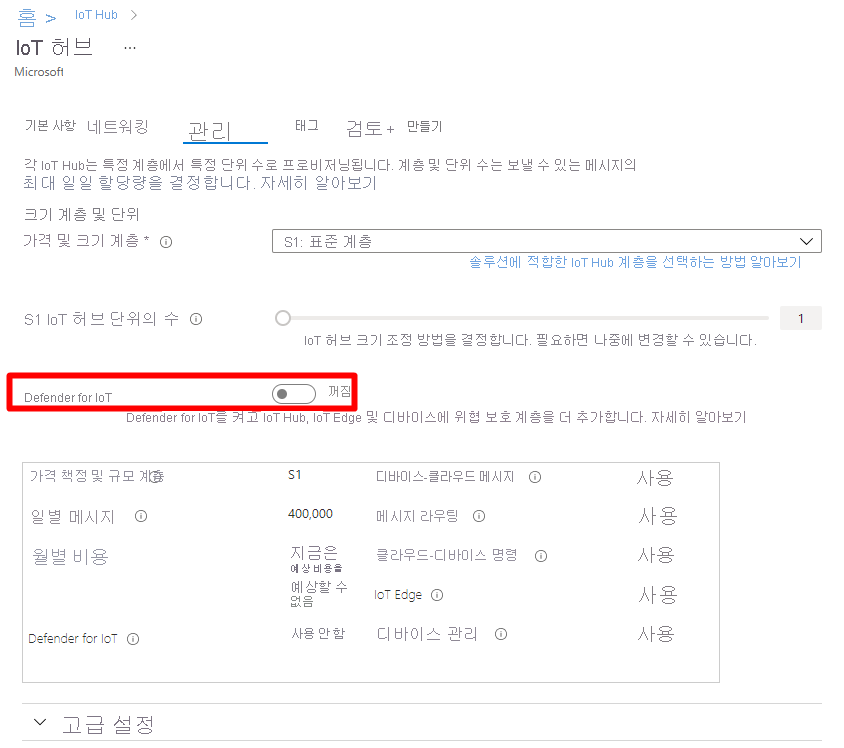 홈 > IoT Hub >
IoT 허브 ...
Microsoft
기본 사항 네트워킹 관리 태그 검토+ 만들기
각 IoT Hub는 특정 계층에서 특정 단위 수로 프로비저닝됩니다. 계층 및 단위 수는 보낼 수 있는 메시지의
최대 일일 할당량을 결정합니다. 자세히 알아보기
크기 계층 및 단위
가격 및 크기 계층 *
S1: 표준 계층
솔루션에 적합한 IoT Hub 계층을 선택하는 방법 알아보기
S1 IoT 허브 단위의 수
1
IoT 허브 크기 조정 방법을 결정합니다. 필요하면 나중에 변경할 수 있습니다.
Defender for IoT 꺼짐
Defender for IoT를 켜고 IoT Hub, IoT Edge 및 디바이스에 위협 보호 계층을 더 추가합니다. 자세히 알아보기
가격 책정 및 규모 계층 S1
디바이스-클라우드 메시지 사용
일별 메시지 400,000
메시지 라우팅 사용
월별 비용
지금은
예상 비용을
예상할 수
없음
클라우드-디바이스 명령 사용
IoT Edge 사용
Defender for IoT 사용 안 함
디바이스 관리 사용
고급 설정